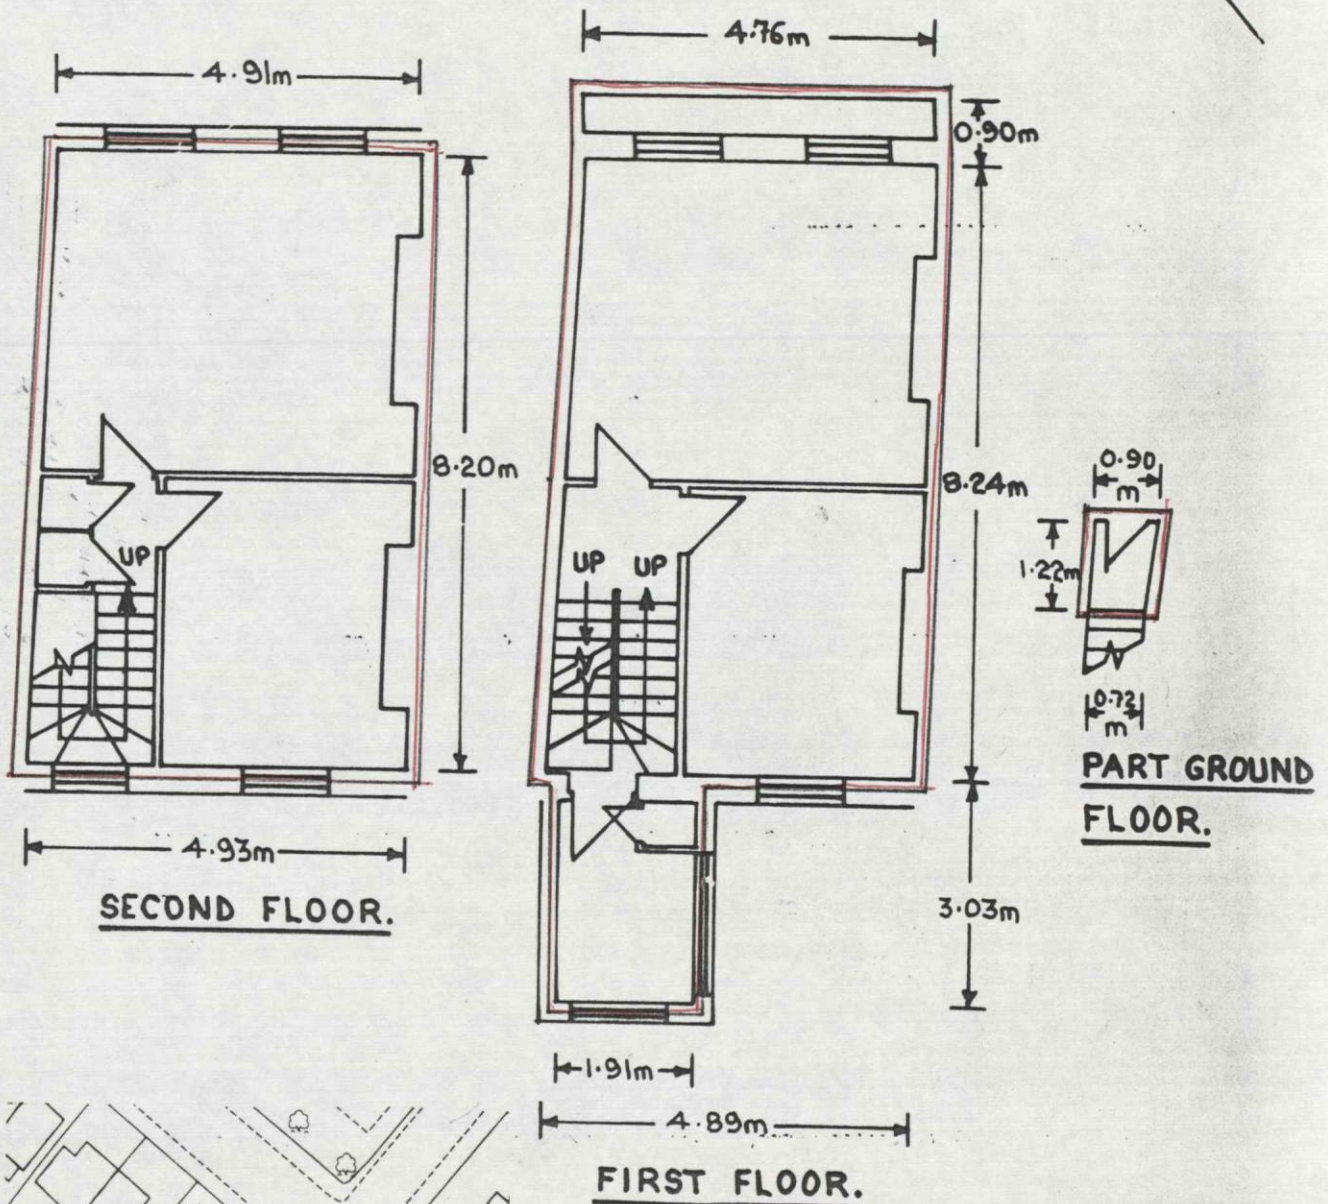 4.91m
8.20m
UP
4.93m
SECOND FLOOR.
4.76m
0.90m
8.24m
UP UP
3.03m
1.91m
4.89m
FIRST FLOOR.
0.90
m
1.22m
0.72
m
PART GROUND
FLOOR.